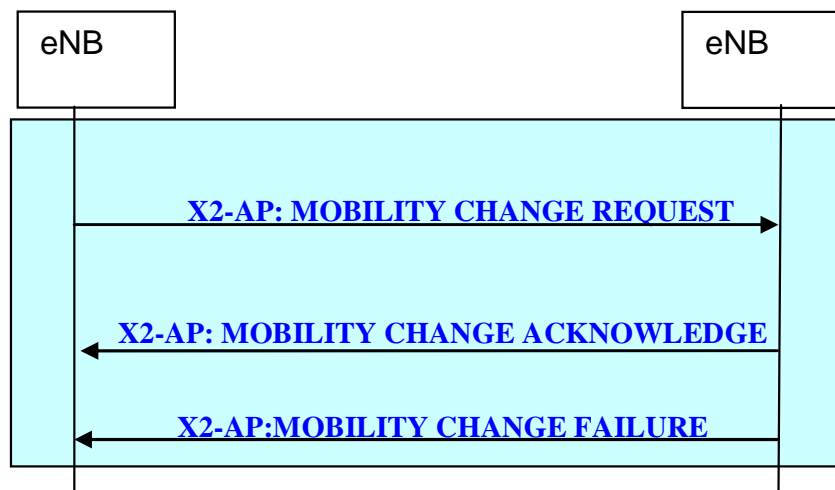 eNB
eNB
X2-AP: MOBILITY CHANGE REQUEST
X2-AP: MOBILITY CHANGE ACKNOWLEDGE
X2-AP:MOBILITY CHANGE FAILURE